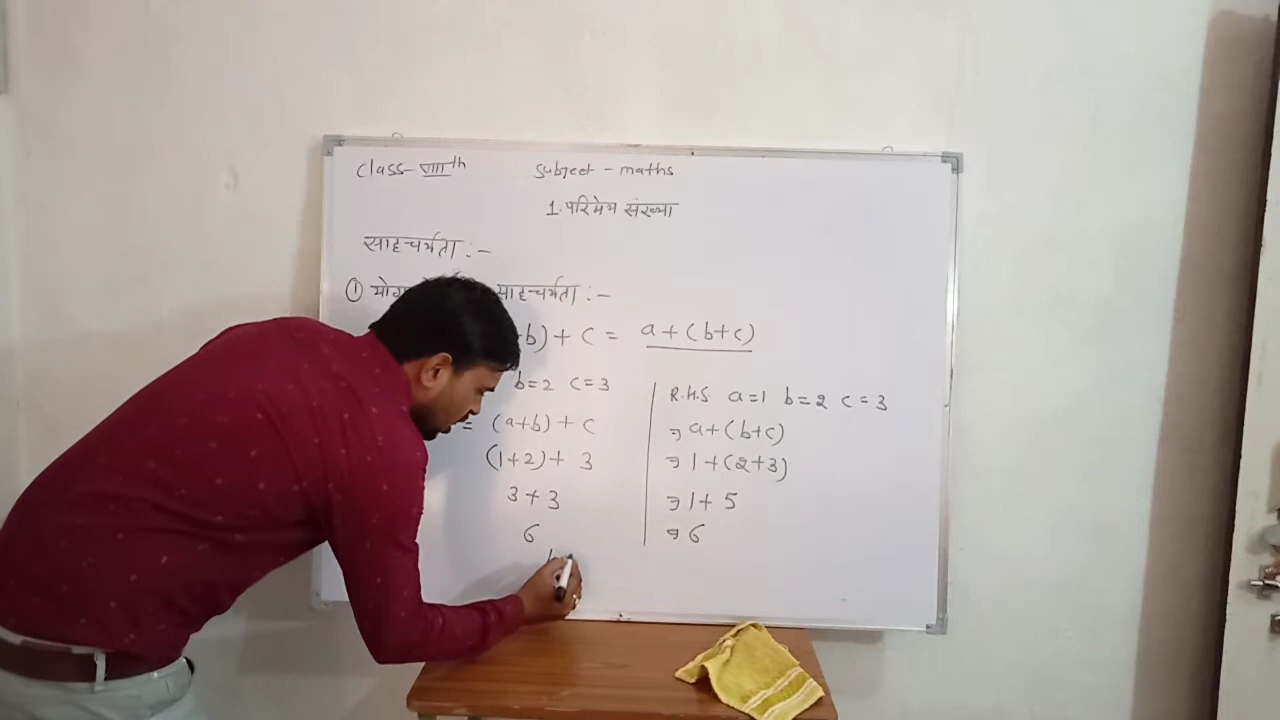 Class- VIIIth Subject - maths
1. परिमेय संख्या
साहचर्यता :-
① साहचर्यता :-
b) + c = a + (b+c)
b=2 c=3
R.H.S a=1 b=2 c=3
= (a+b) + c
⇒ a + (b+c)
(1+2) + 3
⇒ 1 + (2+3)
3 + 3
⇒ 1 + 5
6
⇒ 6